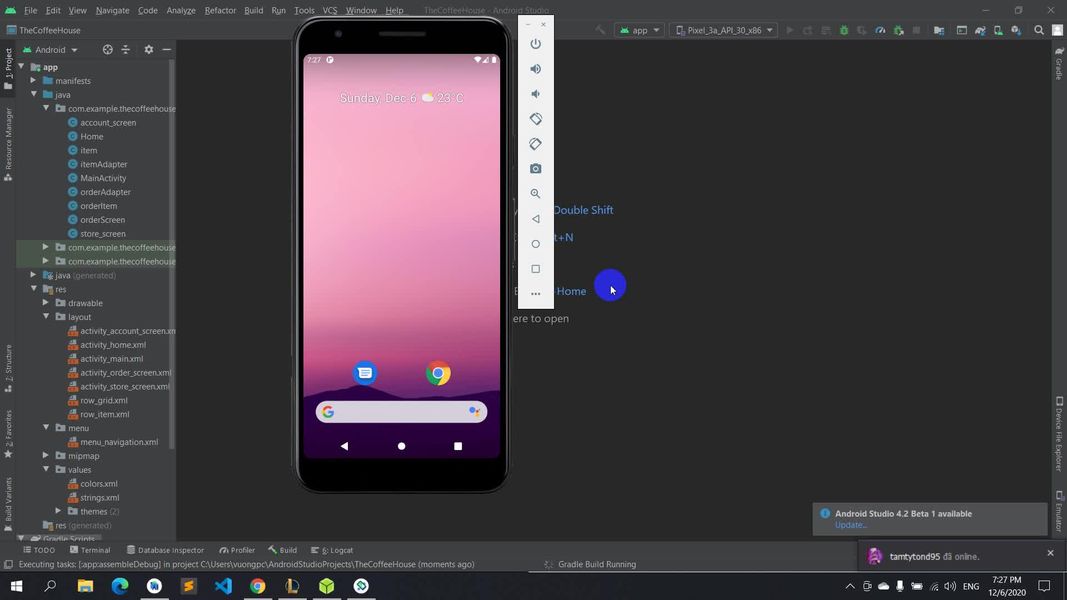 File Edit View Navigate Code Analyze Refactor Build Run Tools VCS Window Help TheCoffeeHouse - Android Studio
TheCoffeeHouse
app
Pixel_3a_API_30_x86
Android
1: Project
Resource Manager
7: Structure
2: Favorites
Build Variants
Gradle
Device File Explorer
Emulator
app
manifests
java
com.example.thecoffeehouse
account_screen
Home
item
itemAdapter
MainActivity
orderAdapter
orderItem
orderScreen
store_screen
com.example.thecoffeehouse
com.example.thecoffeehouse
java (generated)
res
drawable
layout
activity_account_screen.xn
activity_home.xml
activity_main.xml
activity_order_screen.xml
activity_store_screen.xml
row_grid.xml
row_item.xml
menu
menu_navigation.xml
mipmap
values
colors.xml
strings.xml
themes (2)
res (generated)
Gradle Scripts
7:27
Sunday, Dec 6 23°C
Double Shift
t+N
Home
ere to open
Android Studio 4.2 Beta 1 available
Update...
tamtytond95 đã online.
TODO Terminal Database Inspector Profiler Build 6: Logcat
Executing tasks: [:app:assembleDebug] in project C:\Users\vuongpc\AndroidStudioProjects\TheCoffeeHouse (moments ago)
Gradle Build Running
ENG
7:27 PM
12/6/2020